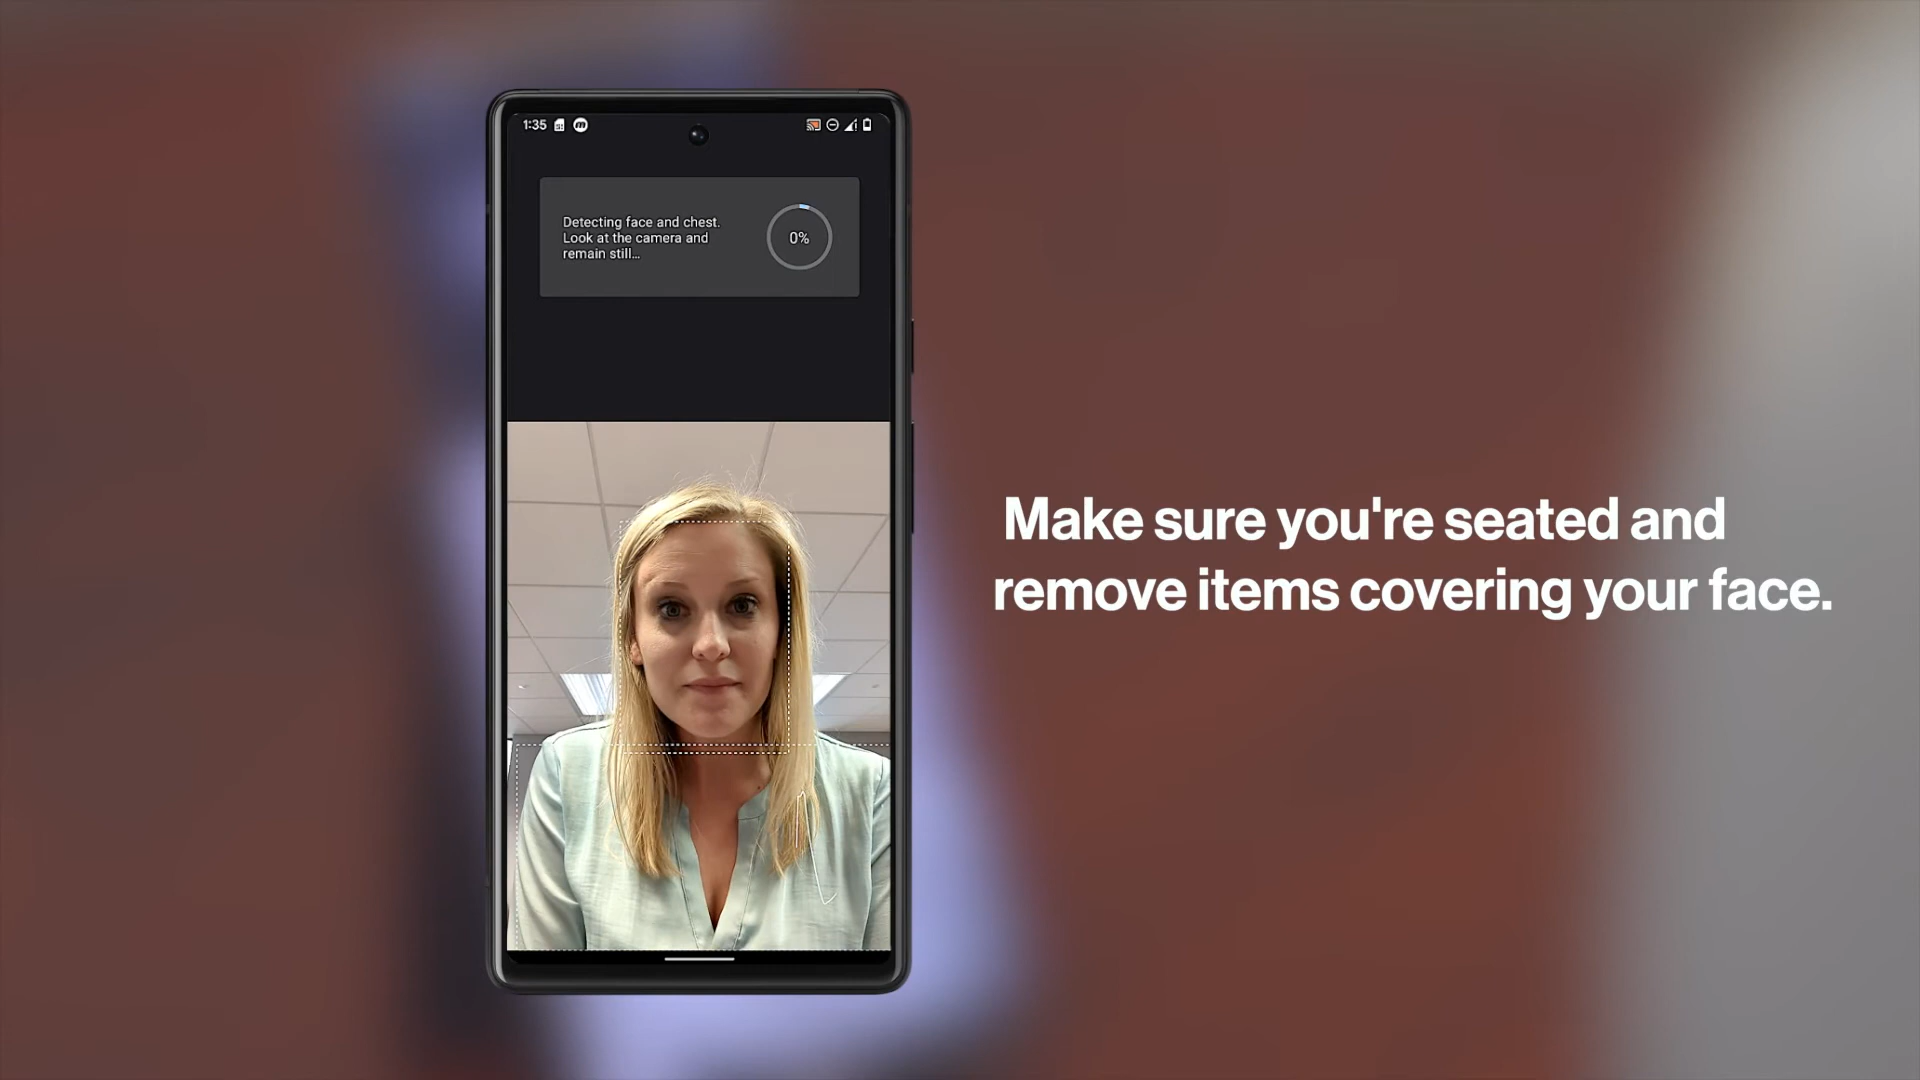 1:35
Detecting face and chest.
Look at the camera and
remain still...
0%
Make sure you're seated and
remove items covering your face.